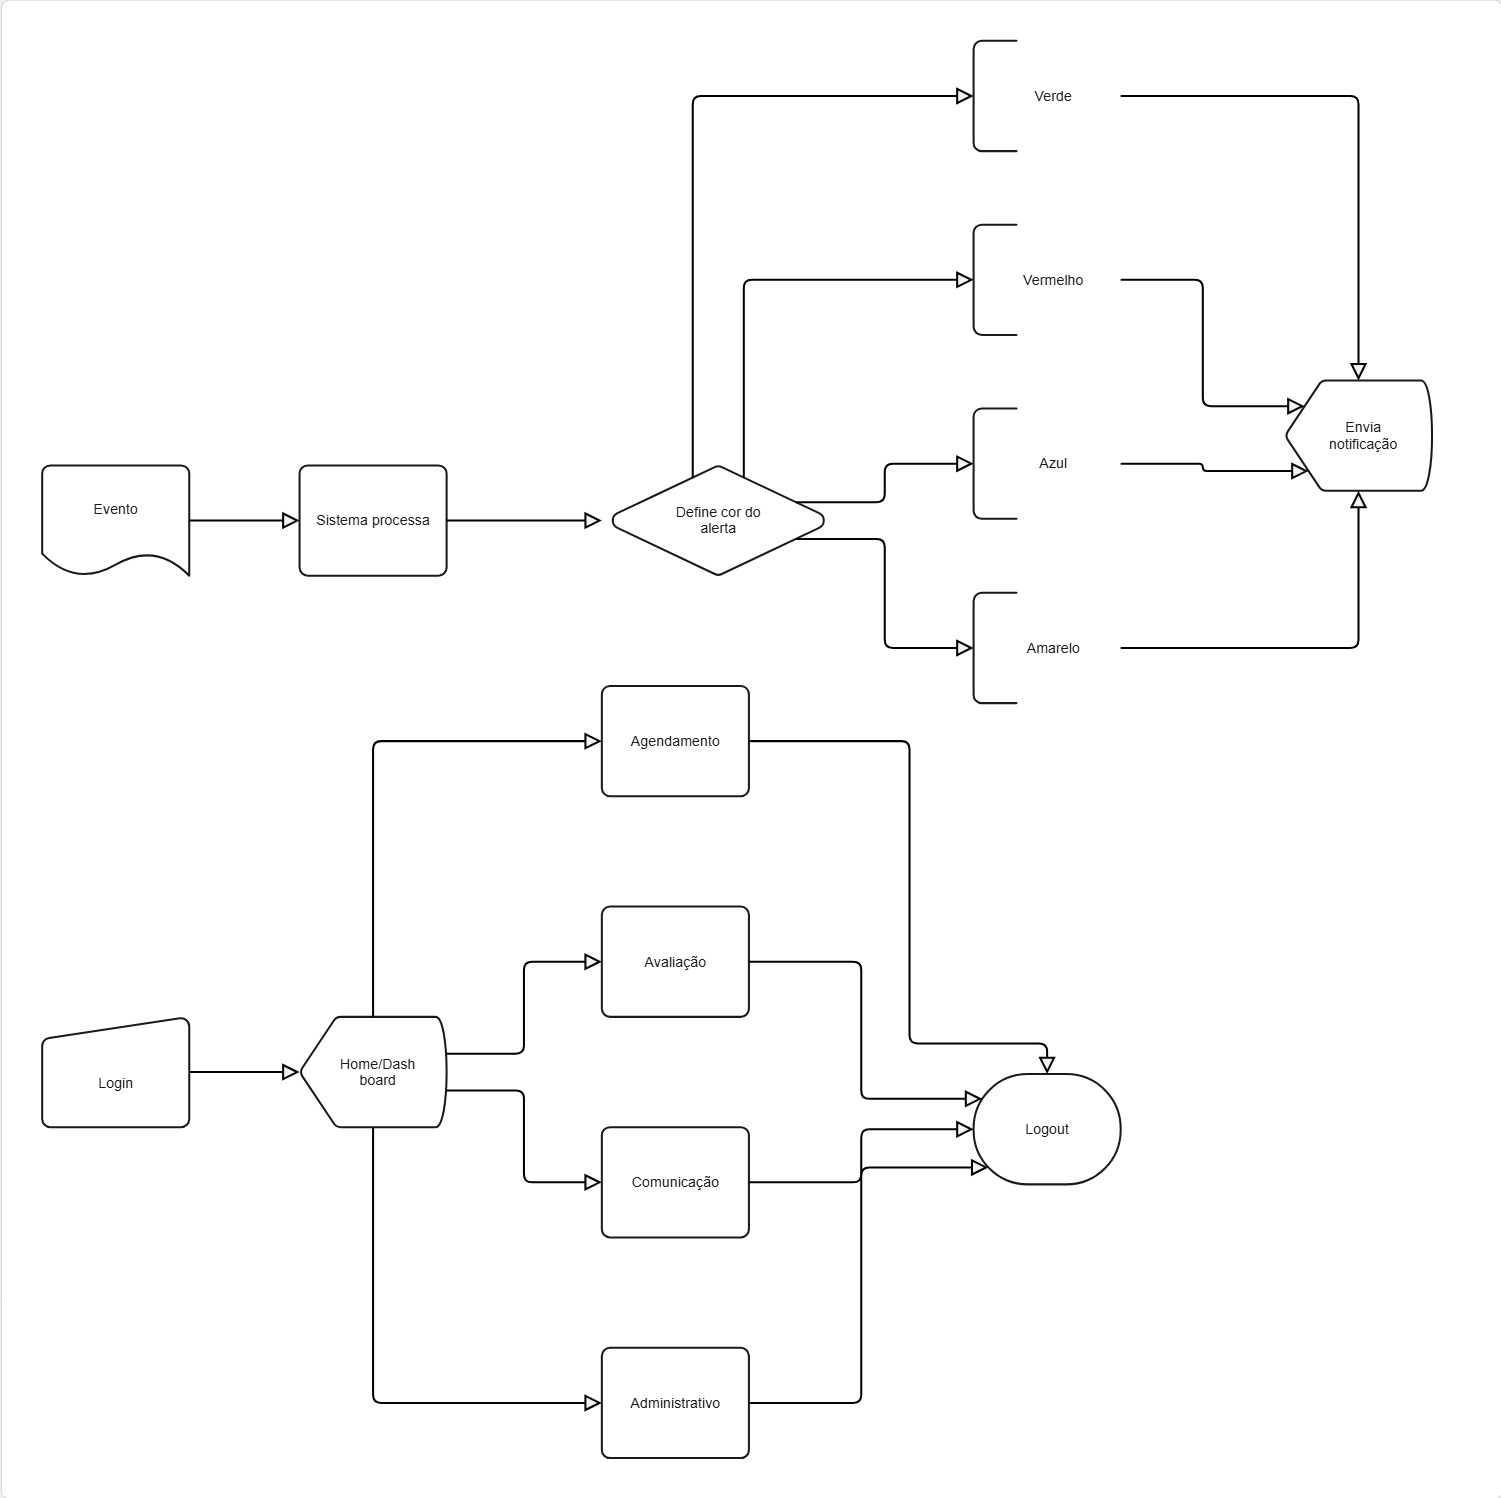 Verde
Vermelho
Envia
notificação
Azul
Evento
Sistema processa
Define cor do
alerta
Amarelo
Agendamento
Avaliação
Login
Home/Dash
board
Logout
Comunicação
Administrativo